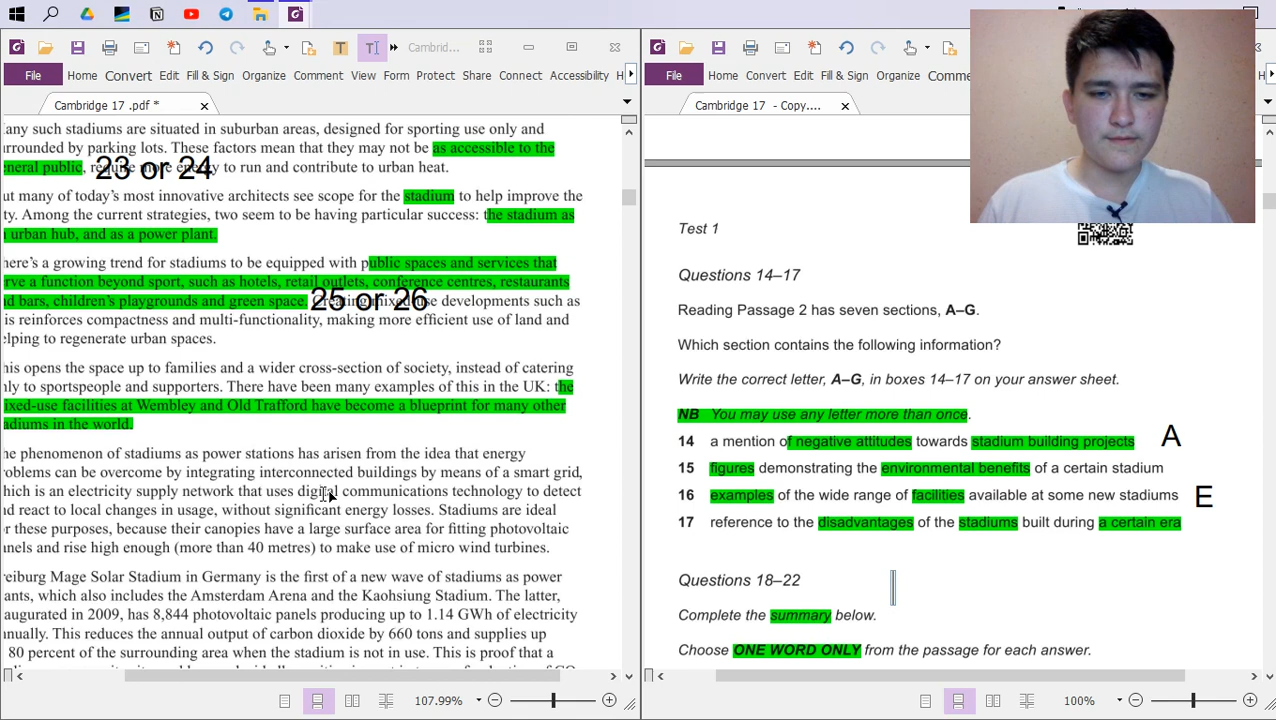 Cambrid...
File Home Convert Edit Fill & Sign Organize Comment View Form Protect Share Connect Accessibility H
Cambridge 17 .pdf *
any such stadiums are situated in suburban areas, designed for sporting use only and
rrounded by parking lots. These factors mean that they may not be as accessible to the
eneral public, require more energy to run and contribute to urban heat.
23 or 24
ut many of today's most innovative architects see scope for the stadium to help improve the
ty. Among the current strategies, two seem to be having particular success: the stadium as
urban hub, and as a power plant.
here's a growing trend for stadiums to be equipped with public spaces and services that
rve a function beyond sport, such as hotels, retail outlets, conference centres, restaurants
nd bars, children's playgrounds and green space. Creating mixed-use developments such as
25 or 26
is reinforces compactness and multi-functionality, making more efficient use of land and
elping to regenerate urban spaces.
his opens the space up to families and a wider cross-section of society, instead of catering
nly to sportspeople and supporters. There have been many examples of this in the UK: the
ixed-use facilities at Wembley and Old Trafford have become a blueprint for many other
adiums in the world.
he phenomenon of stadiums as power stations has arisen from the idea that energy
roblems can be overcome by integrating interconnected buildings by means of a smart grid,
hich is an electricity supply network that uses digital communications technology to detect
nd react to local changes in usage, without significant energy losses. Stadiums are ideal
or these purposes, because their canopies have a large surface area for fitting photovoltaic
nels and rise high enough (more than 40 metres) to make use of micro wind turbines.
reiburg Mage Solar Stadium in Germany is the first of a new wave of stadiums as power
ants, which also includes the Amsterdam Arena and the Kaohsiung Stadium. The latter,
augurated in 2009, has 8,844 photovoltaic panels producing up to 1.14 GWh of electricity
nnually. This reduces the annual output of carbon dioxide by 660 tons and supplies up
80 percent of the surrounding area when the stadium is not in use. This is proof that a
107.99%
File Home Convert Edit Fill & Sign Organize Comme
Cambridge 17 - Copy....
Test 1
Questions 14–17
Reading Passage 2 has seven sections, A–G.
Which section contains the following information?
Write the correct letter, A–G, in boxes 14–17 on your answer sheet.
NB You may use any letter more than once.
14 a mention of negative attitudes towards stadium building projects A
15 figures demonstrating the environmental benefits of a certain stadium
16 examples of the wide range of facilities available at some new stadiums E
17 reference to the disadvantages of the stadiums built during a certain era
Questions 18–22
Complete the summary below.
Choose ONE WORD ONLY from the passage for each answer.
100%